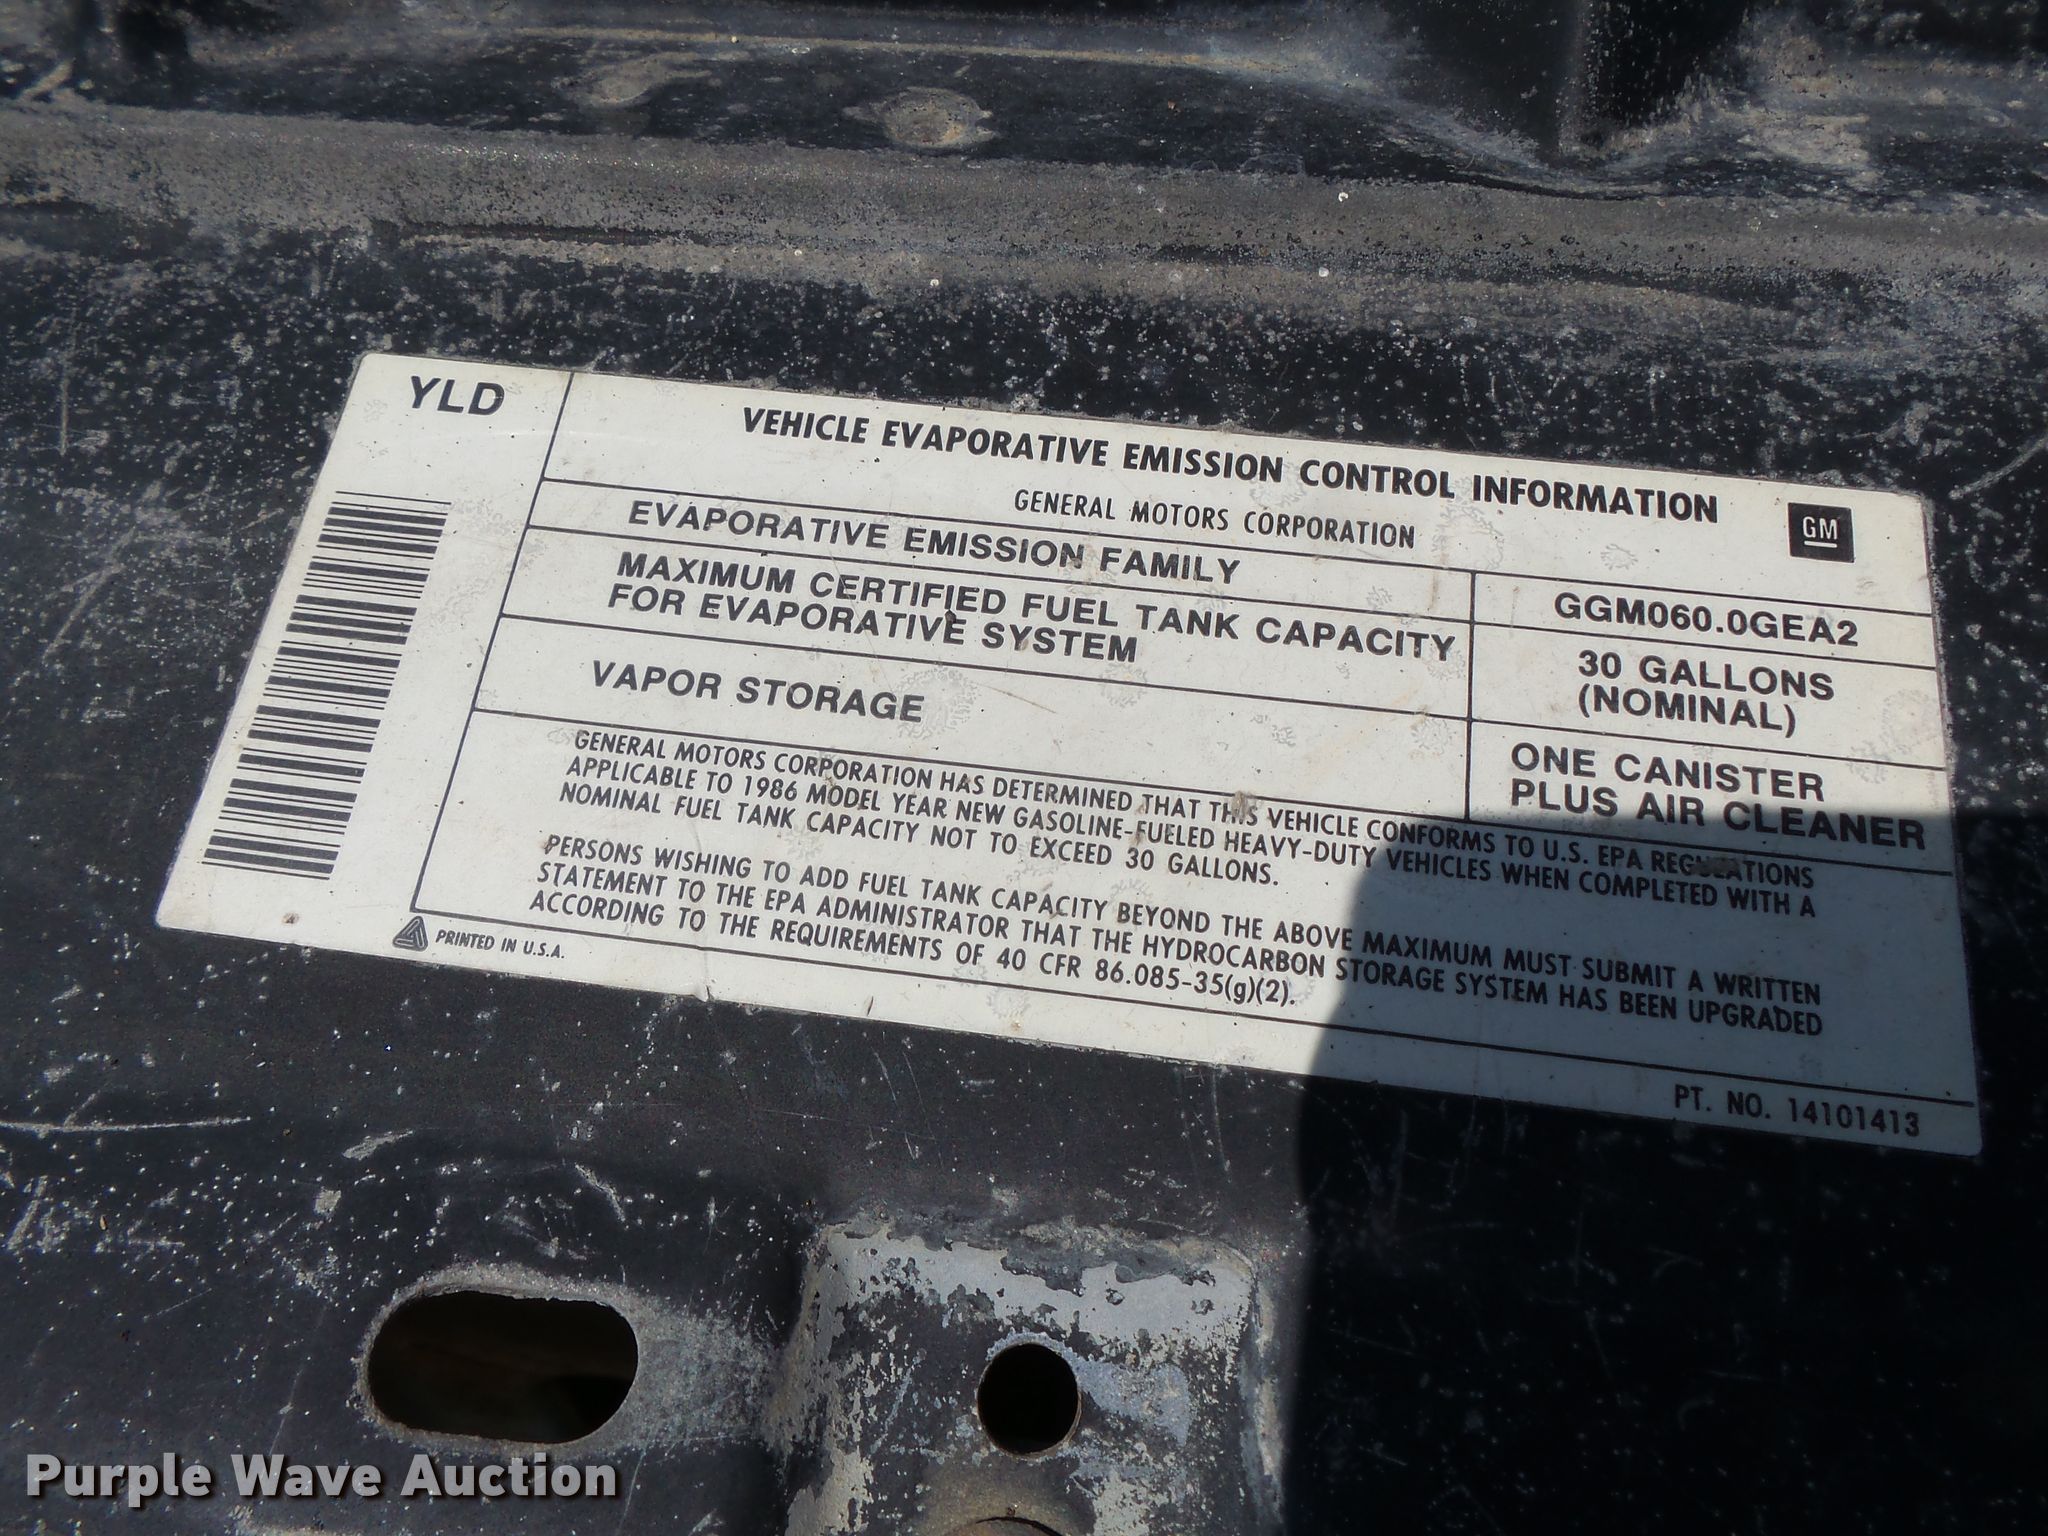 YLD
VEHICLE EVAPORATIVE EMISSION CONTROL INFORMATION
GENERAL MOTORS CORPORATION
GM
EVAPORATIVE EMISSION FAMILY
GGM060.0GEA2
MAXIMUM CERTIFIED FUEL TANK CAPACITY
FOR EVAPORATIVE SYSTEM
30 GALLONS
(NOMINAL)
VAPOR STORAGE
ONE CANISTER
PLUS AIR CLEANER
GENERAL MOTORS CORPORATION HAS DETERMINED THAT THIS VEHICLE CONFORMS TO U.S. EPA REGULATIONS
APPLICABLE TO 1986 MODEL YEAR NEW GASOLINE-FUELED HEAVY-DUTY VEHICLES WHEN COMPLETED WITH A
NOMINAL FUEL TANK CAPACITY NOT TO EXCEED 30 GALLONS.
PERSONS WISHING TO ADD FUEL TANK CAPACITY BEYOND THE ABOVE MAXIMUM MUST SUBMIT A WRITTEN
STATEMENT TO THE EPA ADMINISTRATOR THAT THE HYDROCARBON STORAGE SYSTEM HAS BEEN UPGRADED
ACCORDING TO THE REQUIREMENTS OF 40 CFR 86.085-35(g)(2).
PRINTED IN U.S.A.
PT. NO. 14101413
Purple Wave Auction